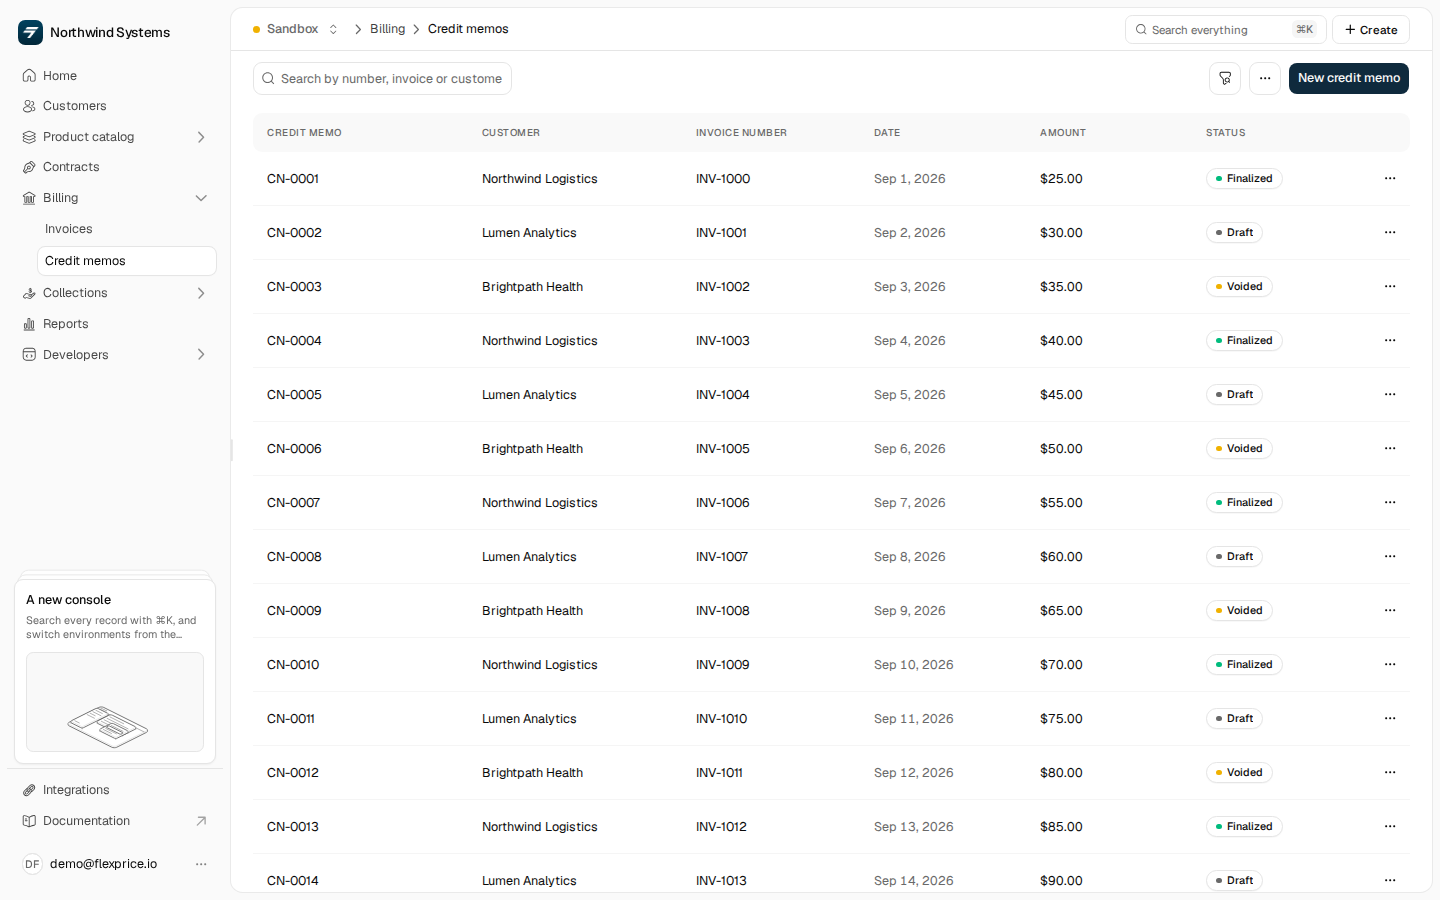 Northwind Systems
Home
Customers
Product catalog
Contracts
Billing
Invoices
Credit memos
Collections
Reports
Developers
A new console
Search every record with ⌘K, and
switch environments from the...
Integrations
Documentation
DF demo@flexprice.io
Sandbox Billing Credit memos
Search everything ⌘K
Create
Search by number, invoice or custome
New credit memo
CREDIT MEMO CUSTOMER INVOICE NUMBER DATE AMOUNT STATUS
CN-0001 Northwind Logistics INV-1000 Sep 1, 2026 $25.00 Finalized
CN-0002 Lumen Analytics INV-1001 Sep 2, 2026 $30.00 Draft
CN-0003 Brightpath Health INV-1002 Sep 3, 2026 $35.00 Voided
CN-0004 Northwind Logistics INV-1003 Sep 4, 2026 $40.00 Finalized
CN-0005 Lumen Analytics INV-1004 Sep 5, 2026 $45.00 Draft
CN-0006 Brightpath Health INV-1005 Sep 6, 2026 $50.00 Voided
CN-0007 Northwind Logistics INV-1006 Sep 7, 2026 $55.00 Finalized
CN-0008 Lumen Analytics INV-1007 Sep 8, 2026 $60.00 Draft
CN-0009 Brightpath Health INV-1008 Sep 9, 2026 $65.00 Voided
CN-0010 Northwind Logistics INV-1009 Sep 10, 2026 $70.00 Finalized
CN-0011 Lumen Analytics INV-1010 Sep 11, 2026 $75.00 Draft
CN-0012 Brightpath Health INV-1011 Sep 12, 2026 $80.00 Voided
CN-0013 Northwind Logistics INV-1012 Sep 13, 2026 $85.00 Finalized
CN-0014 Lumen Analytics INV-1013 Sep 14, 2026 $90.00 Draft